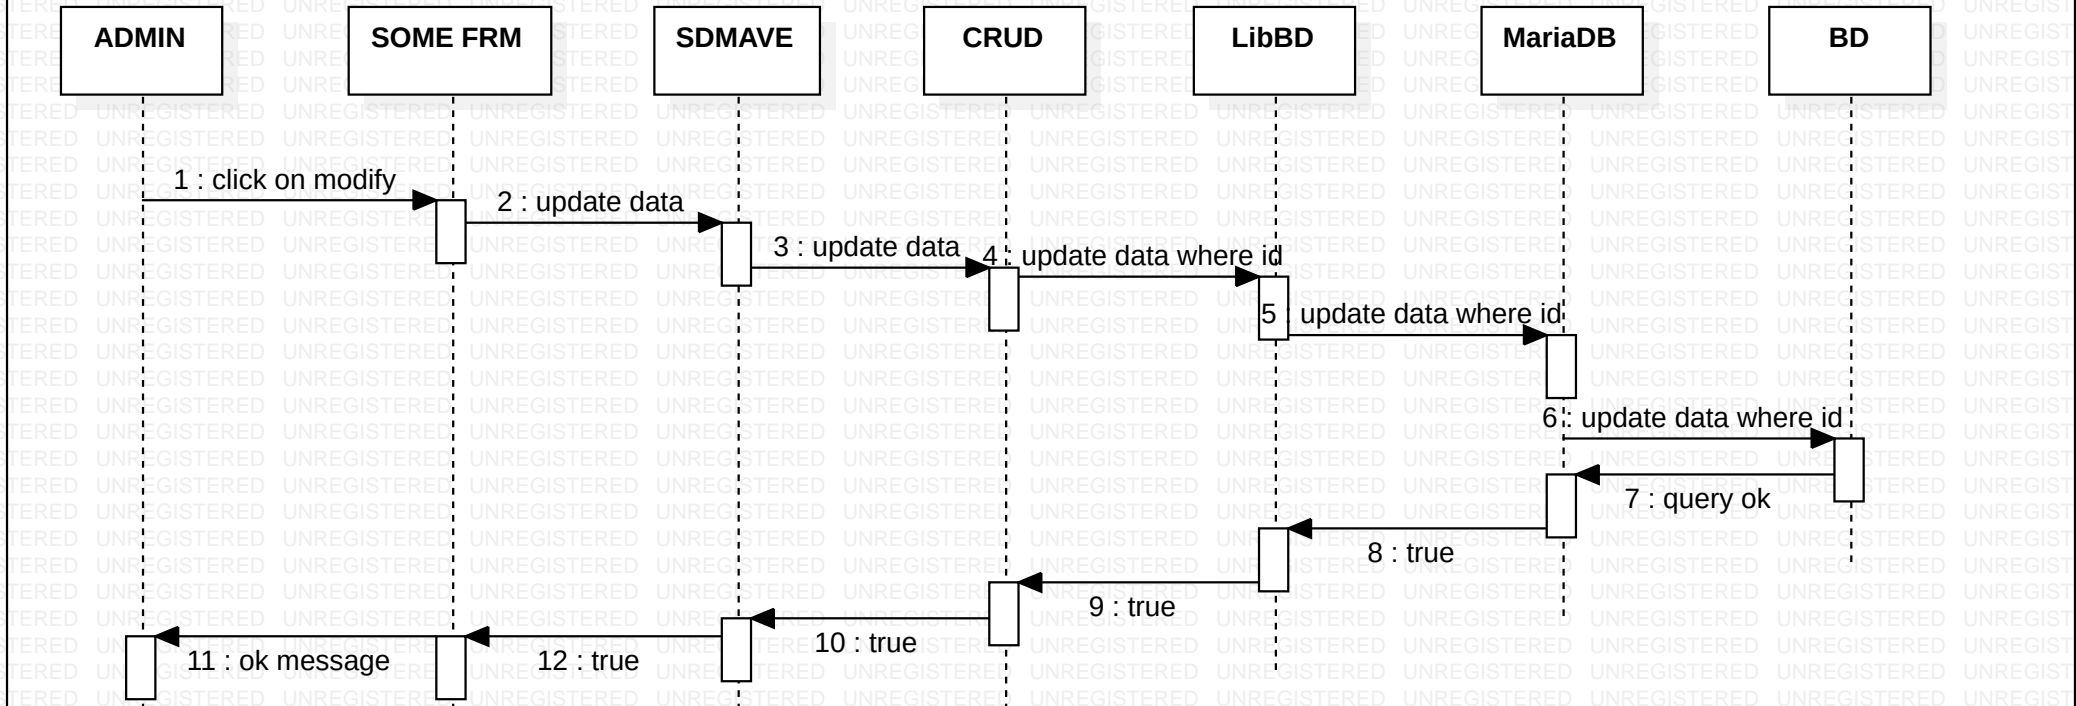 ADMIN
SOME FRM
SDMAVE
CRUD
LibBD
MariaDB
BD
1 : click on modify
2 : update data
3 : update data
4 : update data where id
5 : update data where id
6 : update data where id
7 : query ok
8 : true
9 : true
10 : true
11 : ok message
12 : true
UNREGISTERED